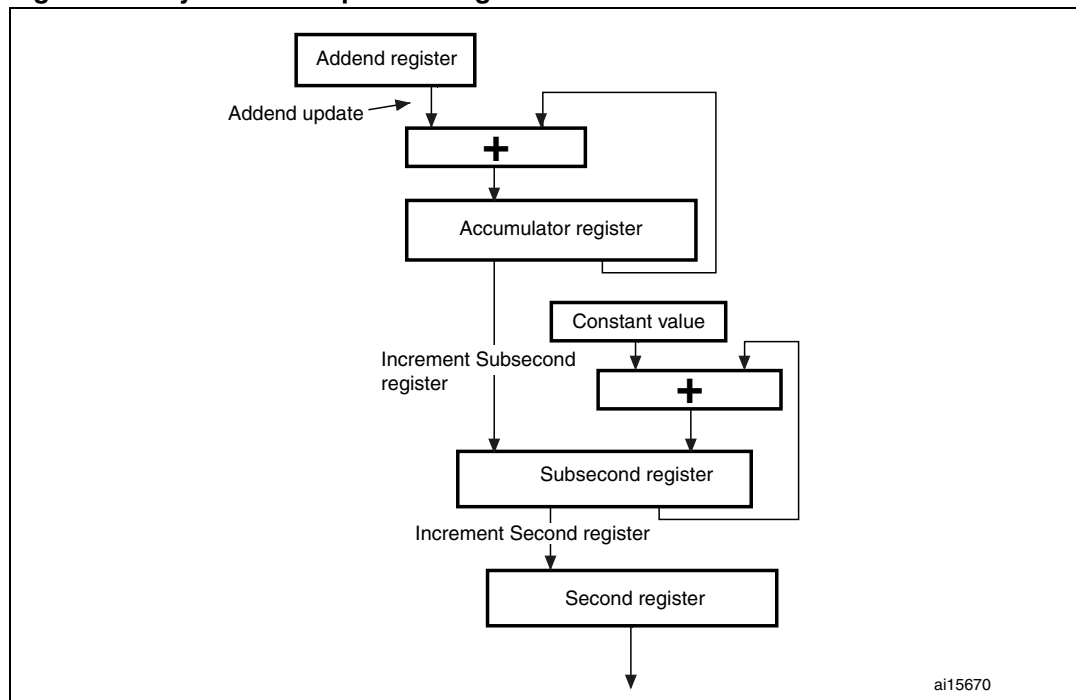 Addend register
Addend update
+
Accumulator register
Constant value
Increment Subsecond
register
+
Subsecond register
Increment Second register
Second register
ai15670